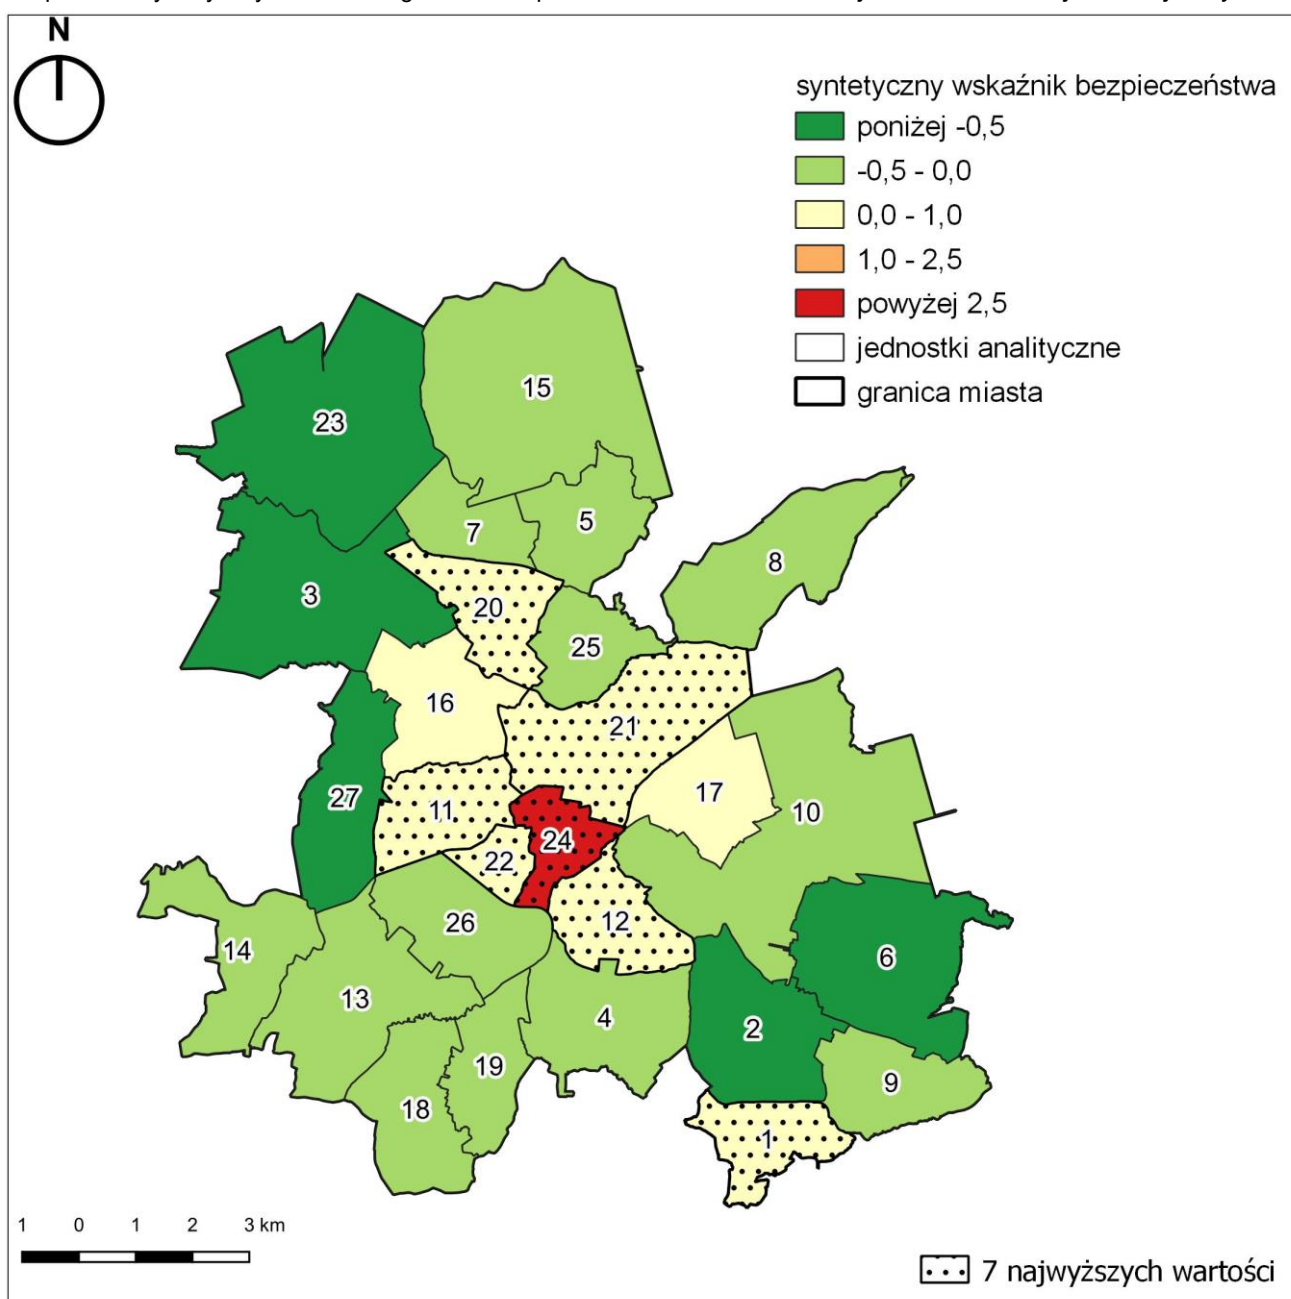 N
syntetyczny wskaźnik bezpieczeństwa
poniżej -0,5
-0,5 - 0,0
0,0 - 1,0
1,0 - 2,5
powyżej 2,5
jednostki analityczne
granica miasta
15
23
7
5
8
3
20
25
16
21
27
11
17
10
24
22
12
26
14
6
13
4
2
19
9
18
1
1 0 1 2 3 km
7 najwyższych wartości